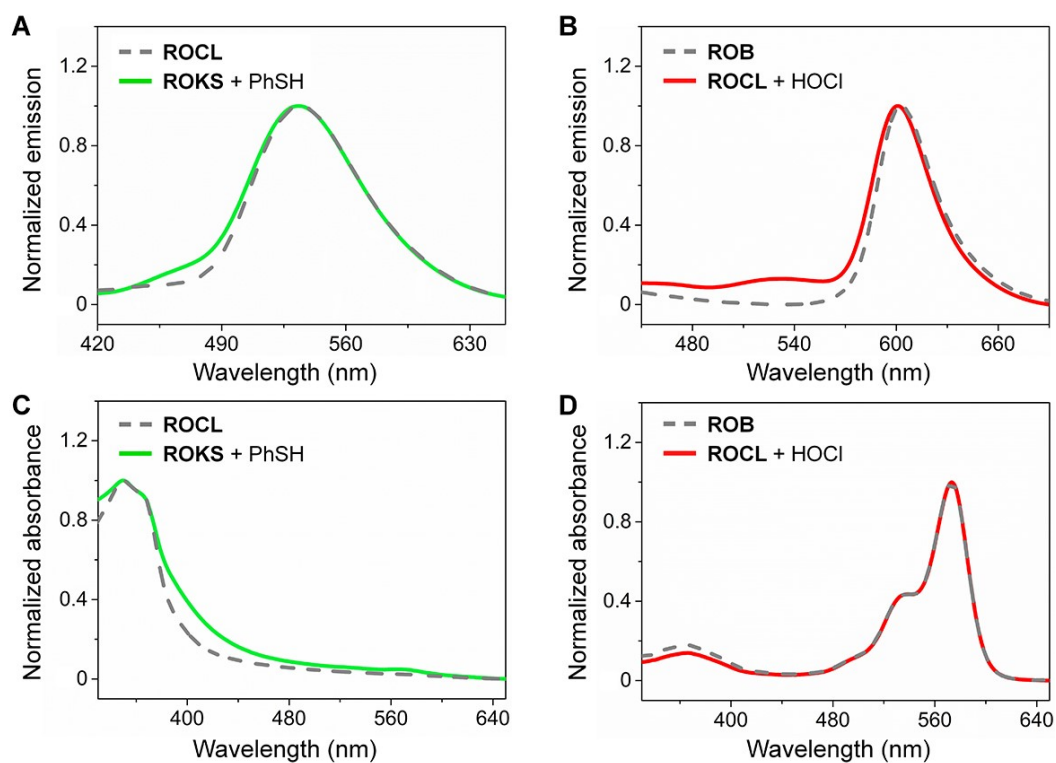 A
ROCL
ROKS + PhSH
Normalized emission
1.2
0.8
0.4
0
420 490 560 630
Wavelength (nm)
B
ROB
ROCL + HOCl
Normalized emission
1.2
0.8
0.4
0
480 540 600 660
Wavelength (nm)
C
ROCL
ROKS + PhSH
Normalized absorbance
1.2
0.8
0.4
0
400 480 560 640
Wavelength (nm)
D
ROB
ROCL + HOCl
Normalized absorbance
1.2
0.8
0.4
0
400 480 560 640
Wavelength (nm)